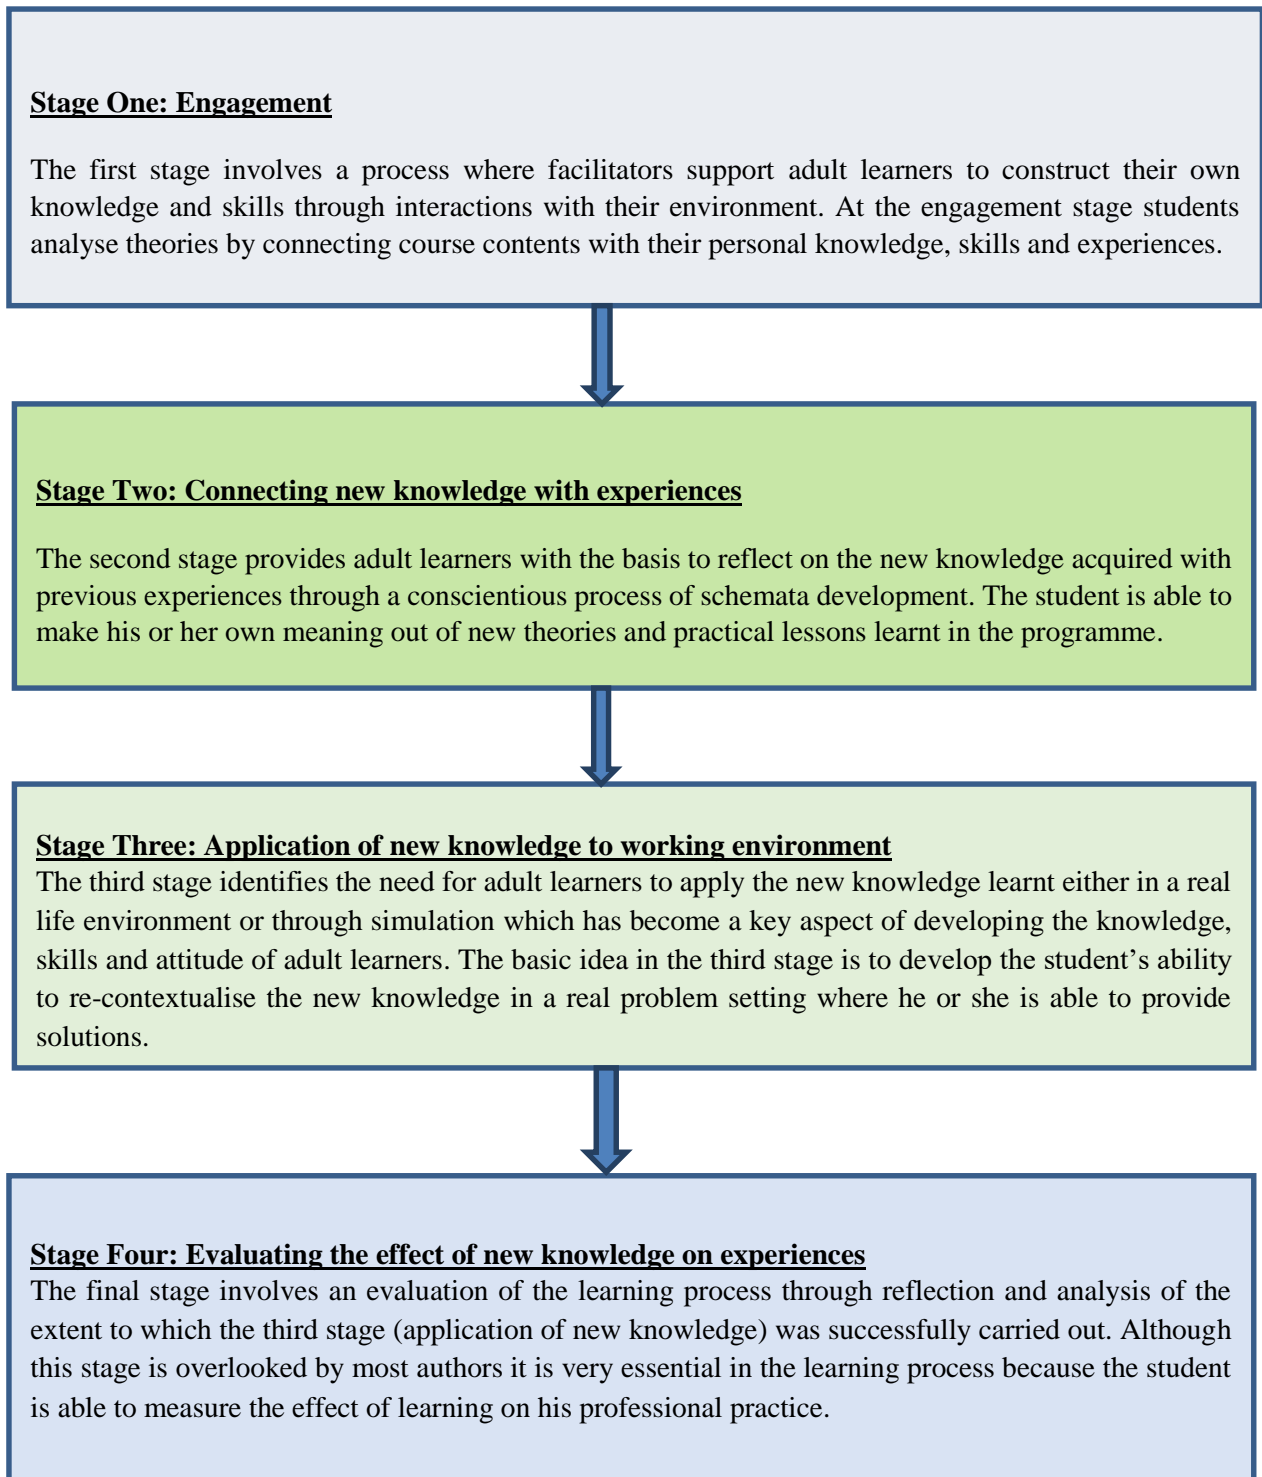 Stage One: Engagement
The first stage involves a process where facilitators support adult learners to construct their own
knowledge and skills through interactions with their environment. At the engagement stage students
analyse theories by connecting course contents with their personal knowledge, skills and experiences.
Stage Two: Connecting new knowledge with experiences
The second stage provides adult learners with the basis to reflect on the new knowledge acquired with
previous experiences through a conscientious process of schemata development. The student is able to
make his or her own meaning out of new theories and practical lessons learnt in the programme.
Stage Three: Application of new knowledge to working environment
The third stage identifies the need for adult learners to apply the new knowledge learnt either in a real
life environment or through simulation which has become a key aspect of developing the knowledge,
skills and attitude of adult learners. The basic idea in the third stage is to develop the student’s ability
to re-contextualise the new knowledge in a real problem setting where he or she is able to provide
solutions.
Stage Four: Evaluating the effect of new knowledge on experiences
The final stage involves an evaluation of the learning process through reflection and analysis of the
extent to which the third stage (application of new knowledge) was successfully carried out. Although
this stage is overlooked by most authors it is very essential in the learning process because the student
is able to measure the effect of learning on his professional practice.